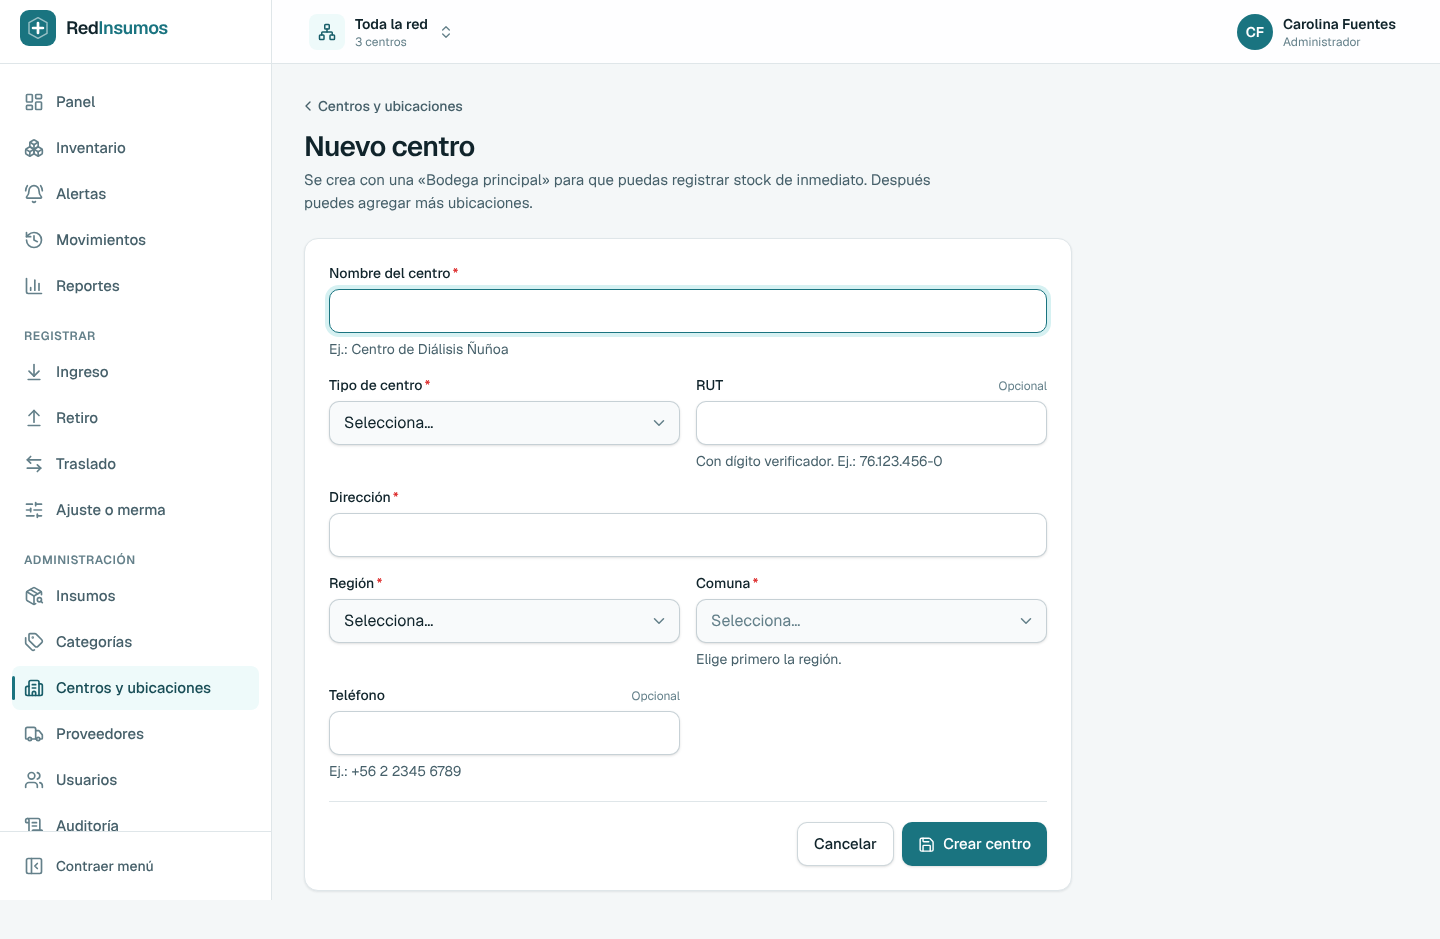 RedInsumos
Toda la red
3 centros
CF
Carolina Fuentes
Administrador
Panel
Inventario
Alertas
Movimientos
Reportes
REGISTRAR
Ingreso
Retiro
Traslado
Ajuste o merma
ADMINISTRACIÓN
Insumos
Categorías
Centros y ubicaciones
Proveedores
Usuarios
Auditoría
Contraer menú
Centros y ubicaciones
Nuevo centro
Se crea con una «Bodega principal» para que puedas registrar stock de inmediato. Después
puedes agregar más ubicaciones.
Nombre del centro *
Ej.: Centro de Diálisis Ñuñoa
Tipo de centro *
Selecciona...
RUT
Opcional
Con dígito verificador. Ej.: 76.123.456-0
Dirección *
Región *
Selecciona...
Comuna *
Selecciona...
Elige primero la región.
Teléfono
Opcional
Ej.: +56 2 2345 6789
Cancelar
Crear centro